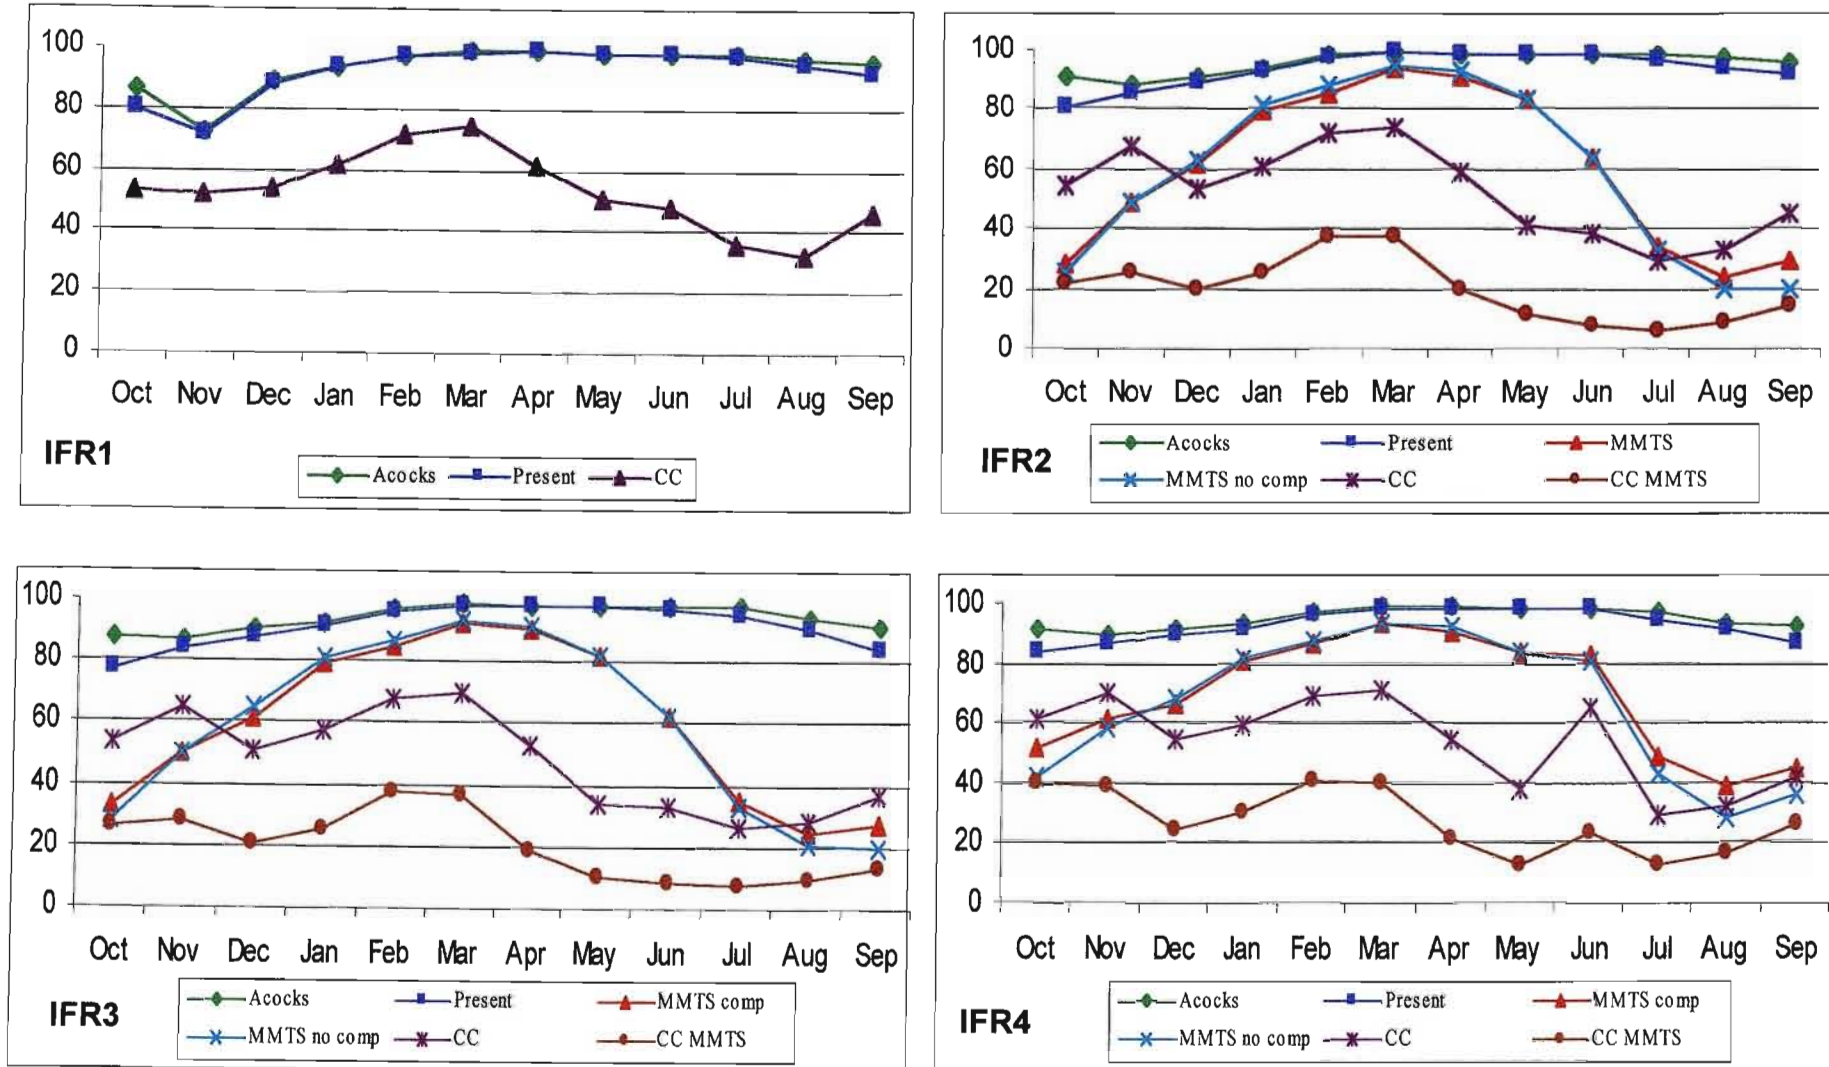 100
80
60
40
20
0
Oct Nov Dec Jan Feb Mar Apr May Jun Jul Aug Sep
IFR1
Acocks Present CC
100
80
60
40
20
0
Oct Nov Dec Jan Feb Mar Apr May Jun Jul Aug Sep
IFR2
Acocks Present MMTS
MMTS no comp CC CC MMTS
100
80
60
40
20
0
Oct Nov Dec Jan Feb Mar Apr May Jun Jul Aug Sep
IFR3
Acocks Present MMTS comp
MMTS no comp CC CC MMTS
100
80
60
40
20
0
Oct Nov Dec Jan Feb Mar Apr May Jun Jul Aug Sep
IFR4
Acocks Present MMTS comp
MMTS no comp CC CC MMTS